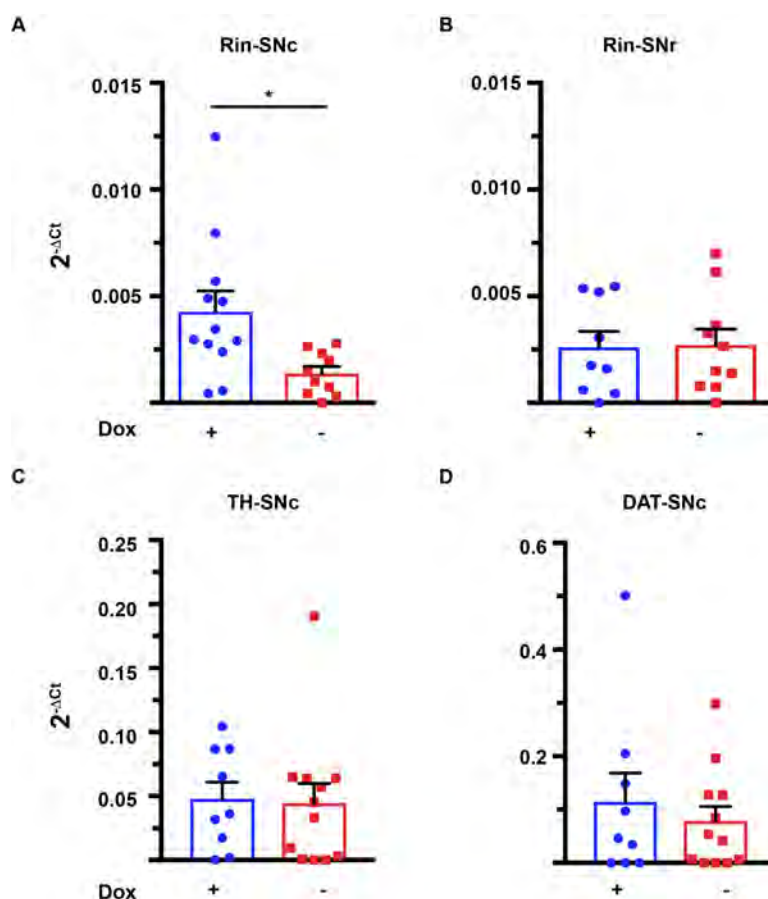 A
B
Rin-SNc
Rin-SNr
0.015
*
0.010
0.005
2-ΔCt
Dox + -
0.015
0.010
0.005
+ -
C
D
TH-SNc
DAT-SNc
0.25
0.20
0.15
0.10
0.05
2-ΔCt
Dox + -
0.6
0.4
0.2
+ -